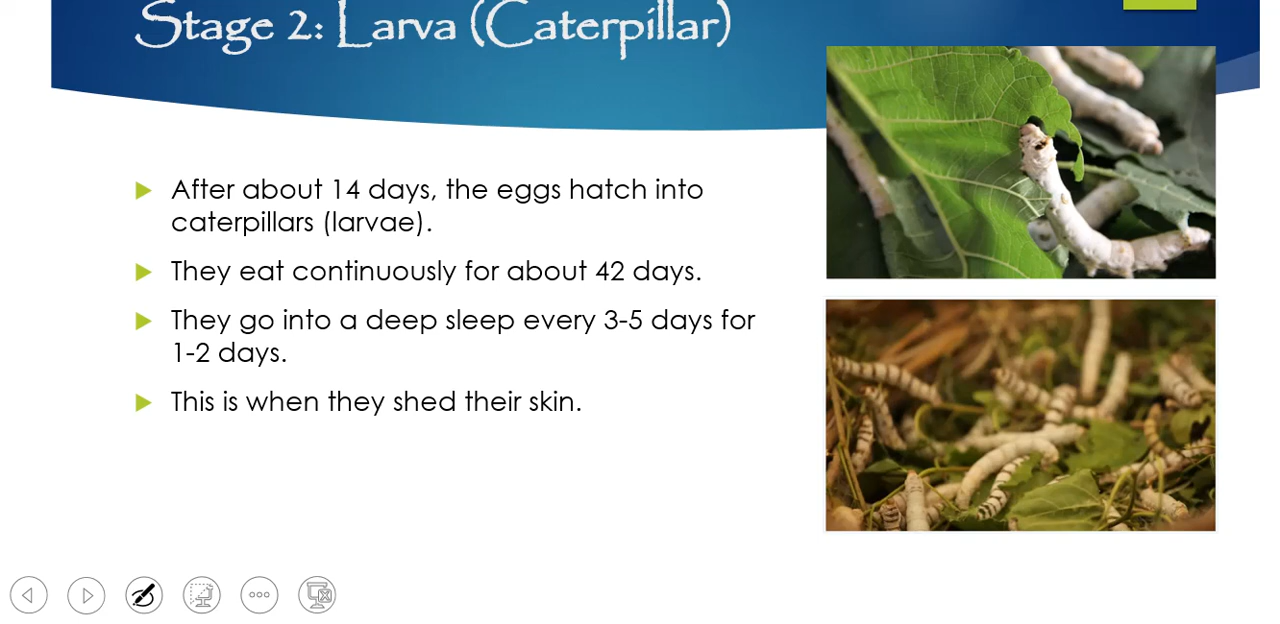 Stage 2: Larva (Caterpillar)
After about 14 days, the eggs hatch into
caterpillars (larvae).
They eat continuously for about 42 days.
They go into a deep sleep every 3-5 days for
1-2 days.
This is when they shed their skin.